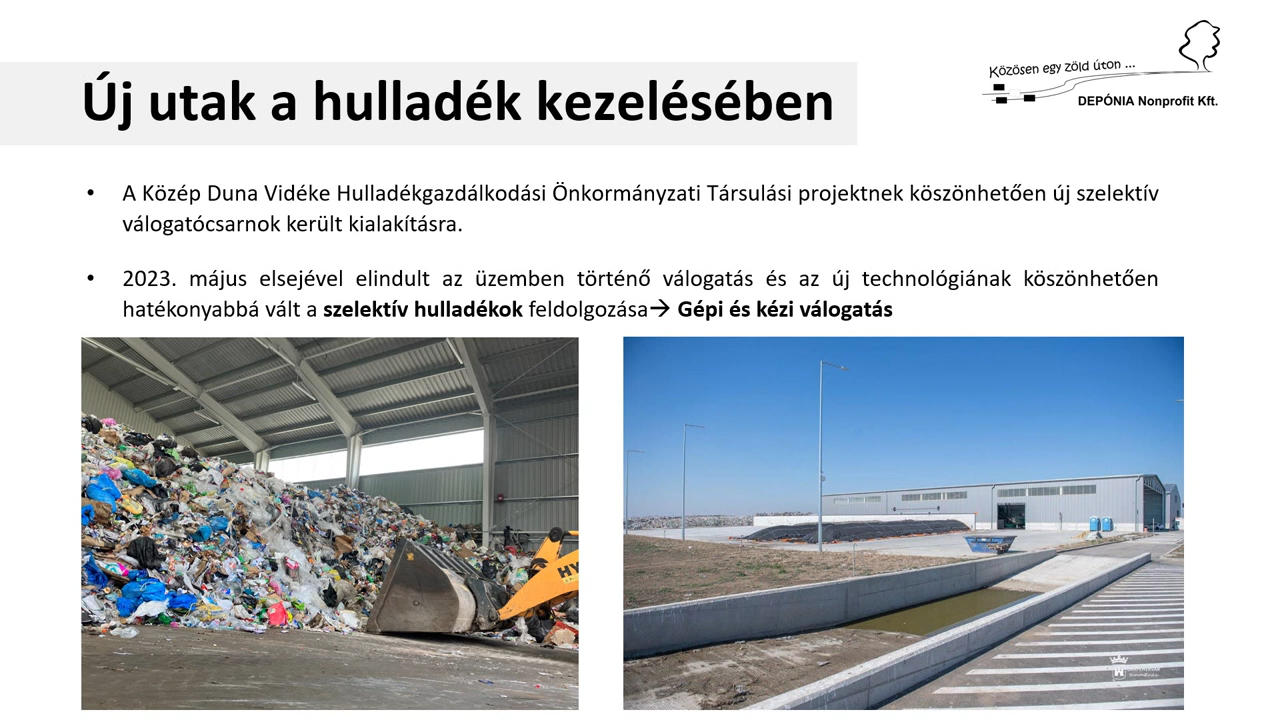 Új utak a hulladék kezelésében
Közösen egy zöld úton ...
DEPÓNIA Nonprofit Kft.
• A Közép Duna Vidéke Hulladékgazdálkodási Önkormányzati Társulási projektnek köszönhetően új szelektív
válogatócsarnok került kialakításra.
• 2023. május elsejével elindult az üzemben történő válogatás és az új technológiának köszönhetően
hatékonyabbá vált a szelektív hulladékok feldolgozása→ Gépi és kézi válogatás
HY